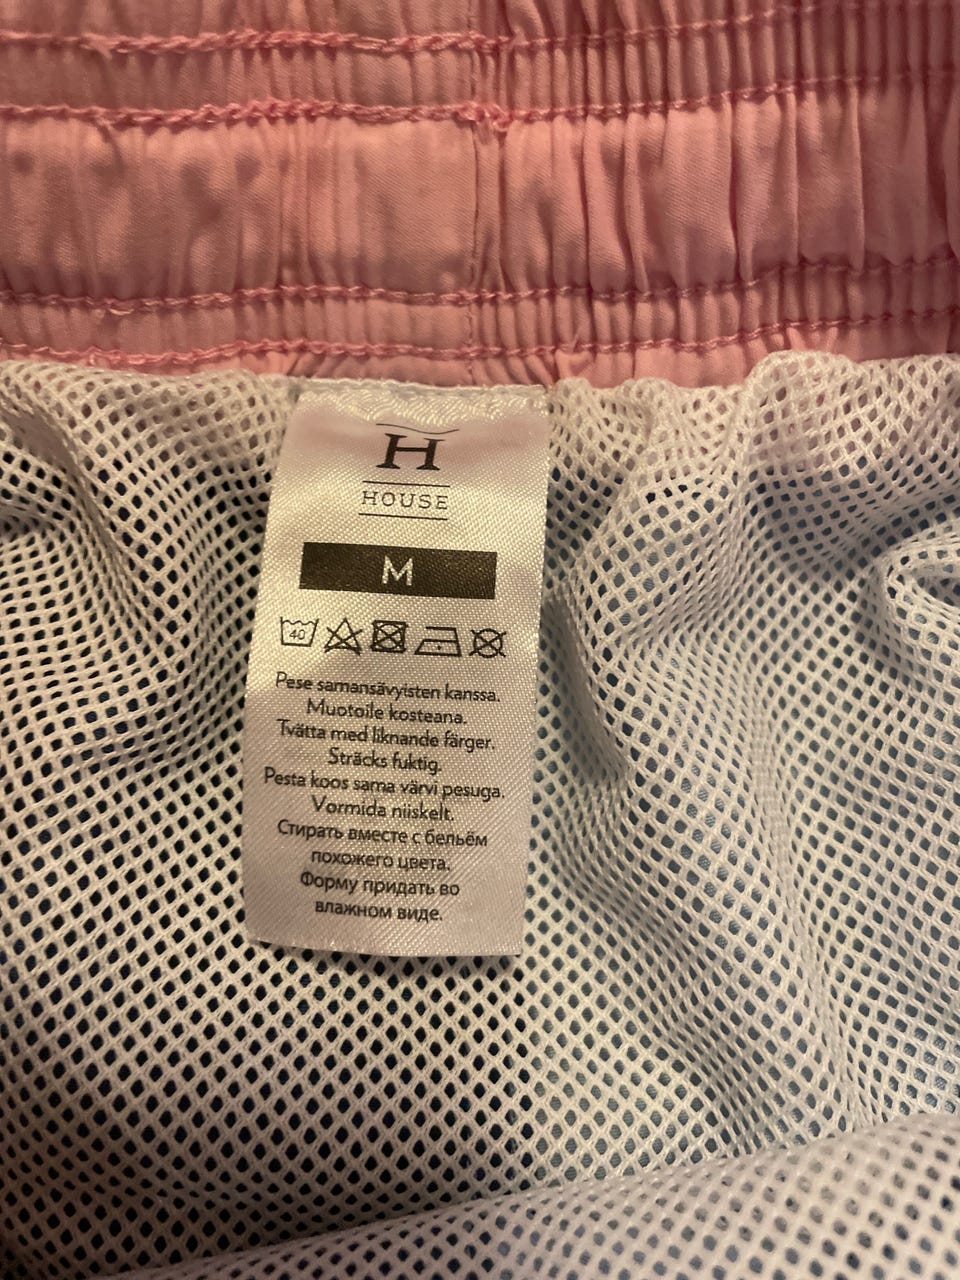 H
HOUSE
M
40
Pese samansävyisten kanssa.
Muotoile kosteana.
Tvätta med liknande färger.
Sträcks fuktig.
Pesta koos sama värvi pesuga.
Vormida niiskelt.
Стирать вместе с бельём
похожего цвета.
Форму придать во
влажном виде.